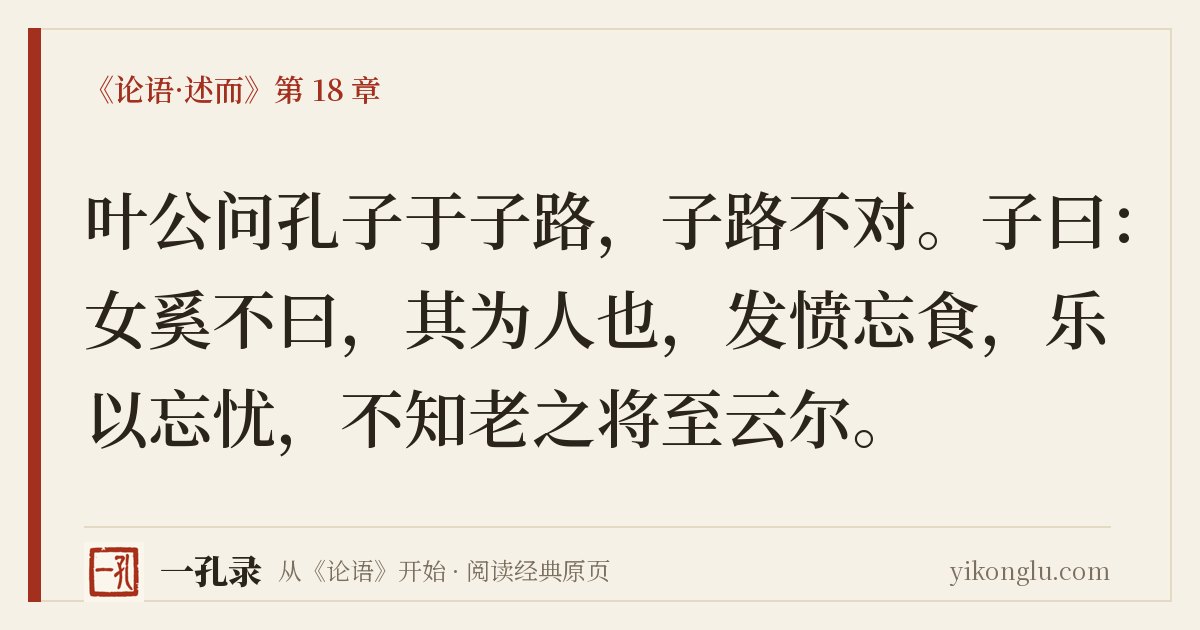 《论语·述而》第 18 章
叶公问孔子于子路，子路不对。子曰：
女奚不曰，其为人也，发愤忘食，乐
以忘忧，不知老之将至云尔。
一孔
一孔录 从《论语》开始 · 阅读经典原页 yikonglu.com